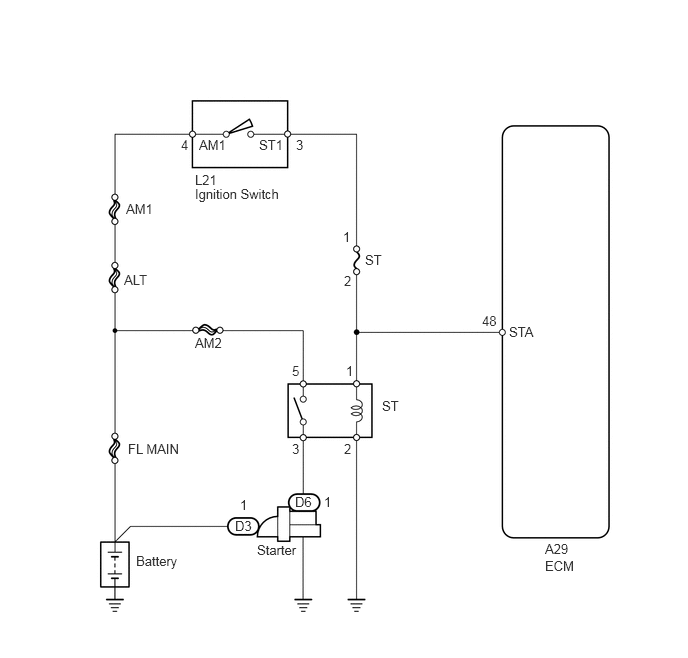 4
AM1
ST1
3
L21
Ignition Switch
AM1
1
ST
2
ALT
48
STA
AM2
5
1
ST
3
2
FL MAIN
1
D6
1
D3
Starter
Battery
A29
ECM